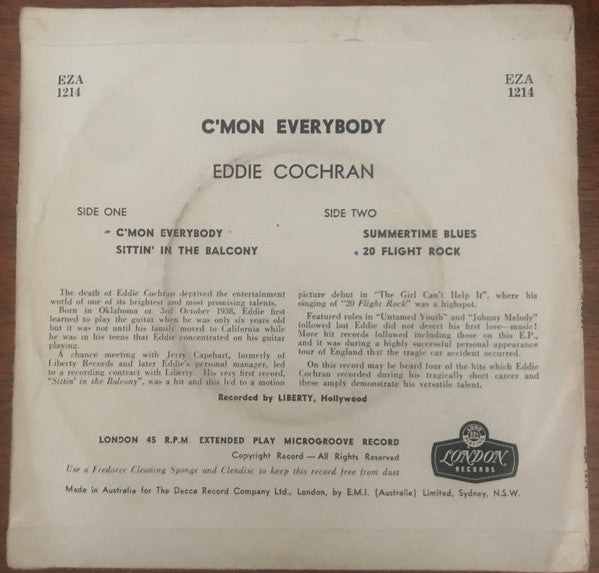 EZA
1214
EZA
1214
C'MON EVERYBODY
EDDIE COCHRAN
SIDE ONE
C'MON EVERYBODY
SITTIN' IN THE BALCONY
SIDE TWO
SUMMERTIME BLUES
20 FLIGHT ROCK
The death of Eddie Cochran deprived the entertainment
world of one of its brightest and most promising talents.
Born in Oklahoma on 3rd October 1938, Eddie first
learned to play the guitar when he was only six years old
but it was not until his family moved to California while
he was in his teens that Eddie concentrated on his guitar
playing.
A chance meeting with Jerry Capehart, formerly of
Liberty Records and later Eddie's personal manager, led
to a recording contract with Liberty. His very first record,
"Sittin' in the Balcony", was a hit and this led to a motion
picture debut in "The Girl Can't Help It", where his
singing of "20 Flight Rock" was a highspot.
Featured roles in "Untamed Youth" and "Johnny Melody"
followed but Eddie did not desert his first love—music!
More hit records followed including those on this E.P.,
and it was during a highly successful personal appearance
tour of England that the tragic car accident occurred.
On this record may be heard four of the hits which Eddie
Cochran recorded during his tragically short career and
these amply demonstrate his versatile talent.
Recorded by LIBERTY, Hollywood
LONDON 45 R.P.M EXTENDED PLAY MICROGROOVE RECORD
Copyright Record — All Rights Reserved
Use a Fredorec Cleaning Sponge and Clendisc to keep this record free from dust
Made in Australia for The Decca Record Company Ltd., London, by E.M.I. (Australia) Limited, Sydney, N.S.W.
LONDON
RECORDS